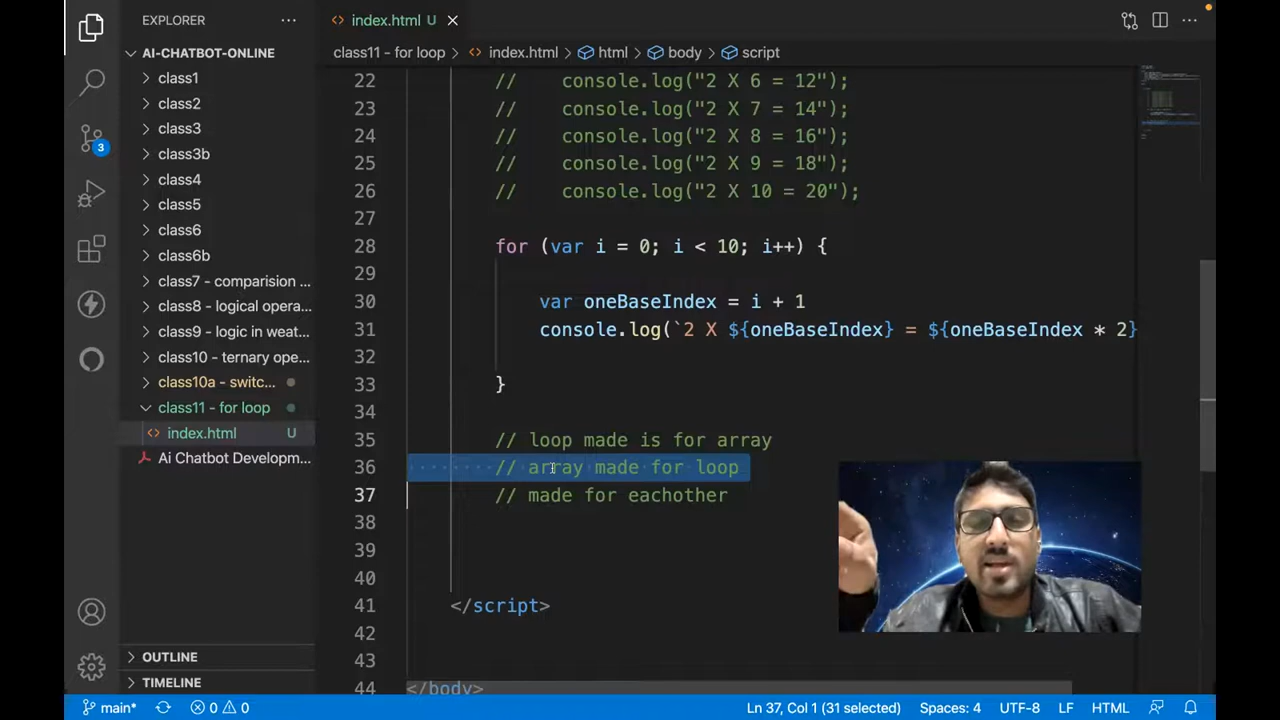 EXPLORER
AI-CHATBOT-ONLINE
class1
class2
class3
class3b
class4
class5
class6
class6b
class7 - comparision ...
class8 - logical opera...
class9 - logic in weat...
class10 - ternary ope...
class10a - switc...
class11 - for loop
index.html U
Ai Chatbot Developm...
OUTLINE
TIMELINE
3
index.html U
class11 - for loop > index.html > html > body > script
22 // console.log("2 X 6 = 12");
23 // console.log("2 X 7 = 14");
24 // console.log("2 X 8 = 16");
25 // console.log("2 X 9 = 18");
26 // console.log("2 X 10 = 20");
27
28 for (var i = 0; i < 10; i++) {
29
30 var oneBaseIndex = i + 1
31 console.log(`2 X ${oneBaseIndex} = ${oneBaseIndex * 2}
32
33 }
34
35 // loop made is for array
36 // array made for loop
37 // made for eachother
38
39
40
41 </script>
42
43
44 </body>
main* 0 0 Ln 37, Col 1 (31 selected) Spaces: 4 UTF-8 LF HTML